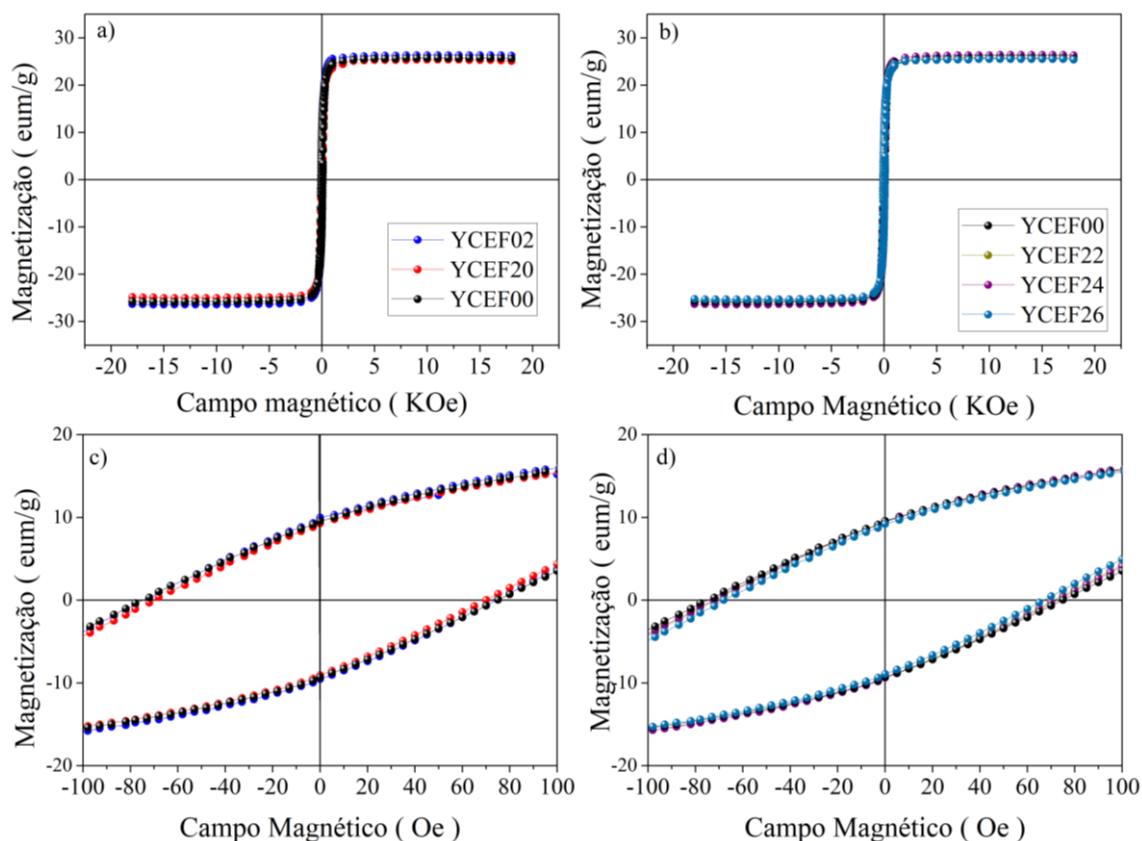 a)
30
20
10
0
-10
-20
-30
Magnetização ( eum/g)
YCEF02
YCEF20
YCEF00
-20 -15 -10 -5 0 5 10 15 20
Campo magnético ( KOe)
b)
30
20
10
0
-10
-20
-30
Magnetização ( eum/g)
YCEF00
YCEF22
YCEF24
YCEF26
-20 -15 -10 -5 0 5 10 15 20
Campo Magnético ( KOe )
c)
20
10
0
-10
-20
Magnetização ( eum/g)
-100 -80 -60 -40 -20 0 20 40 60 80 100
Campo Magnético ( Oe )
d)
20
10
0
-10
-20
Magnetização ( eum/g)
-100 -80 -60 -40 -20 0 20 40 60 80 100
Campo Magnético ( Oe )